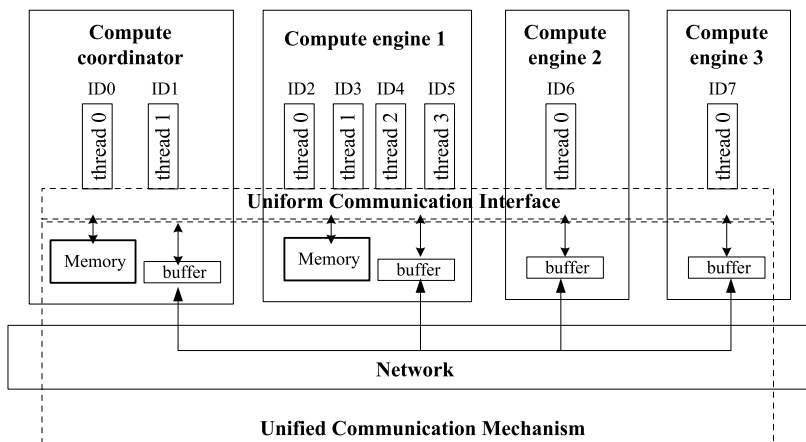 Compute
coordinator
Compute engine 1
Compute
engine 2
Compute
engine 3
ID0 ID1 ID2 ID3 ID4 ID5 ID6 ID7
thread 0
thread 1
thread 0
thread 1
thread 2
thread 3
thread 0
thread 0
Uniform Communication Interface
Memory
buffer
Memory
buffer
buffer
buffer
Network
Unified Communication Mechanism